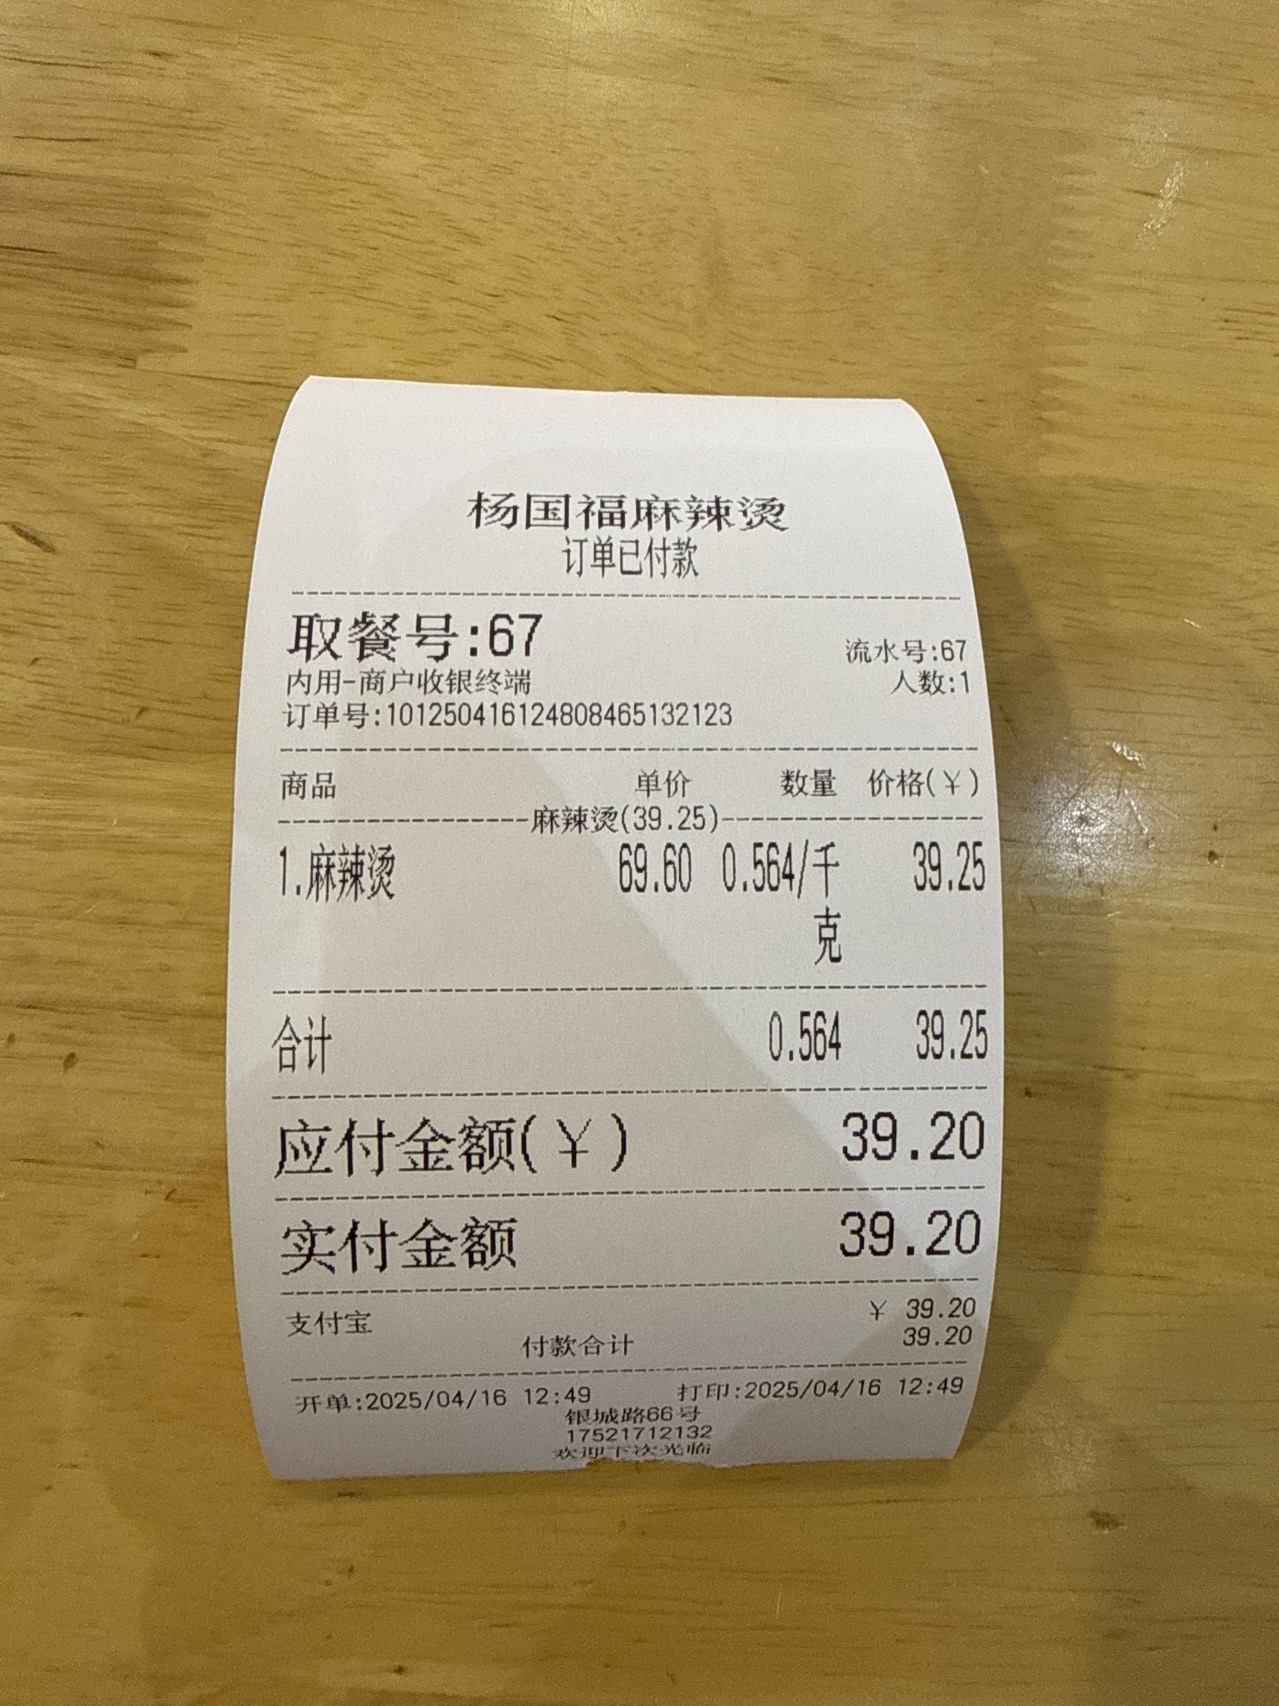 杨国福麻辣烫
订单已付款
取餐号:67
流水号:67
内用-商户收银终端 人数:1
订单号:101250416124808465132123
商品 单价 数量 价格(¥)
麻辣烫(39.25)
1.麻辣烫 69.60 0.564/千克 39.25
合计 0.564 39.25
应付金额(¥) 39.20
实付金额 39.20
支付宝 ¥ 39.20
付款合计 39.20
开单:2025/04/16 12:49 打印:2025/04/16 12:49
银城路66号
17521712132
欢迎下次光临